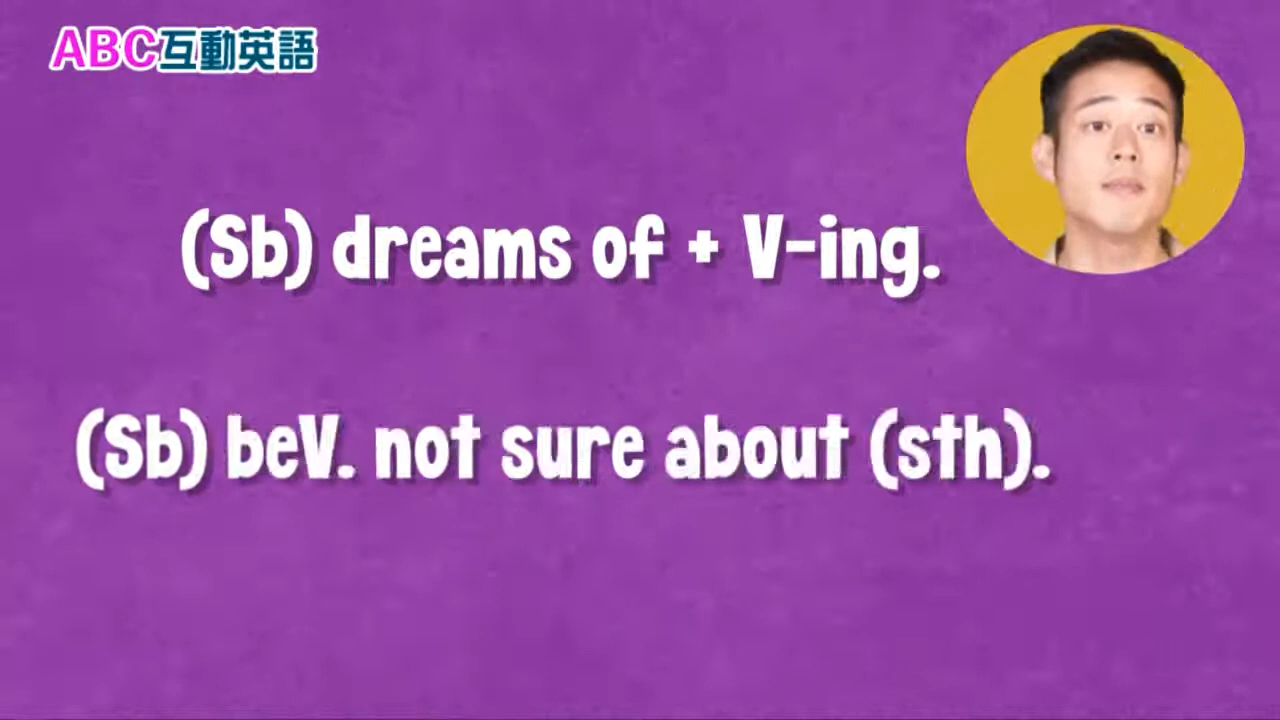 ABC互動英語
(Sb) dreams of + V-ing.
(Sb) beV. not sure about (sth).